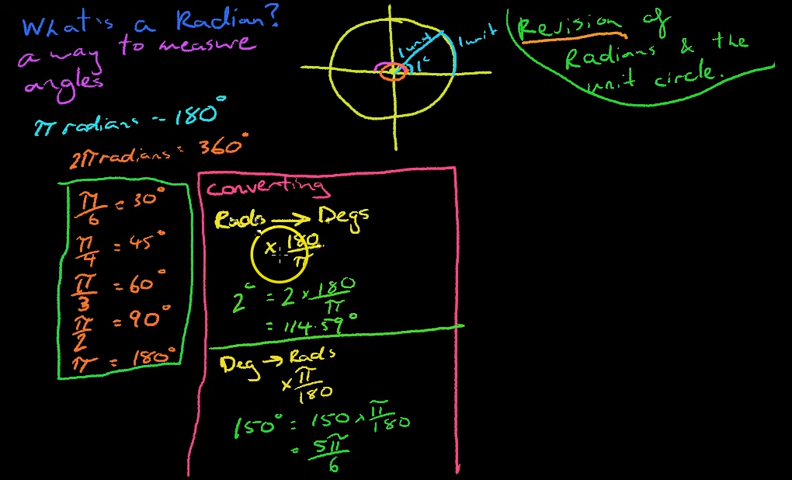 What's a Radian?
a way to measure
angles
π radians = 180°
2π radians = 360°
π/6 = 30°
π/4 = 45°
π/3 = 60°
π/2 = 90°
π = 180°
1 unit
1 unit
1ᶜ
Revision of
Radians & the
unit circle.
Converting
Rads → Degs
× 180/π
2ᶜ = 2 × 180/π
= 114.59°
Deg → Rads
× π/180
150° = 150 × π/180
= 5π/6